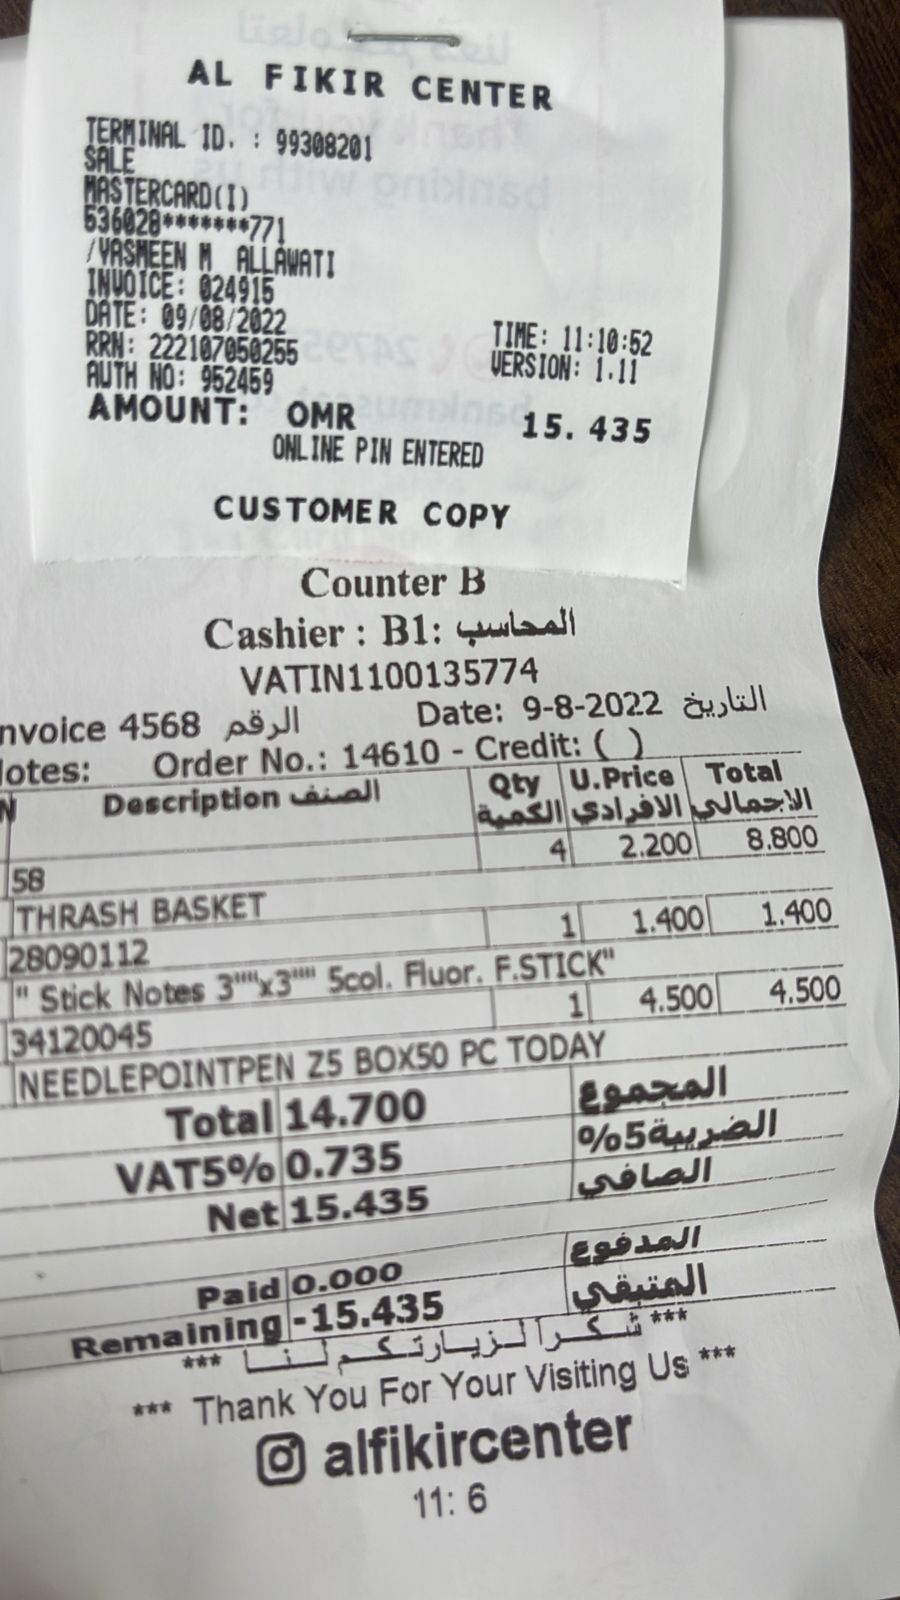 AL FIKIR CENTER
TERMINAL ID. : 99308201
SALE
MASTERCARD(I)
536028*******771
/YASMEEN M ALLAWATI
INVOICE: 024915
DATE: 09/08/2022 TIME: 11:10:52
RRN: 222107050255 VERSION: 1.11
AUTH NO: 952459
AMOUNT: OMR 15.435
ONLINE PIN ENTERED
CUSTOMER COPY
Counter B
Cashier : B1: المحاسب
VATIN1100135774
nvoice 4568 الرقم Date: 9-8-2022 التاريخ
lotes: Order No.: 14610 - Credit: ( )
N Description الصنف Qty الكمية U.Price الافرادي Total الاجمالي
58 4 2.200 8.800
THRASH BASKET
28090112 1 1.400 1.400
" Stick Notes 3""x3"" 5col. Fluor. F.STICK"
34120045 1 4.500 4.500
NEEDLEPOINTPEN Z5 BOX50 PC TODAY
Total 14.700 المجموع
VAT5% 0.735 الضريبة5%
Net 15.435 الصافي
Paid 0.000 المدفوع
Remaining -15.435 المتبقي
*** شكرا لزيارتكم لنا ***
*** Thank You For Your Visiting Us ***
alfikircenter
11: 6